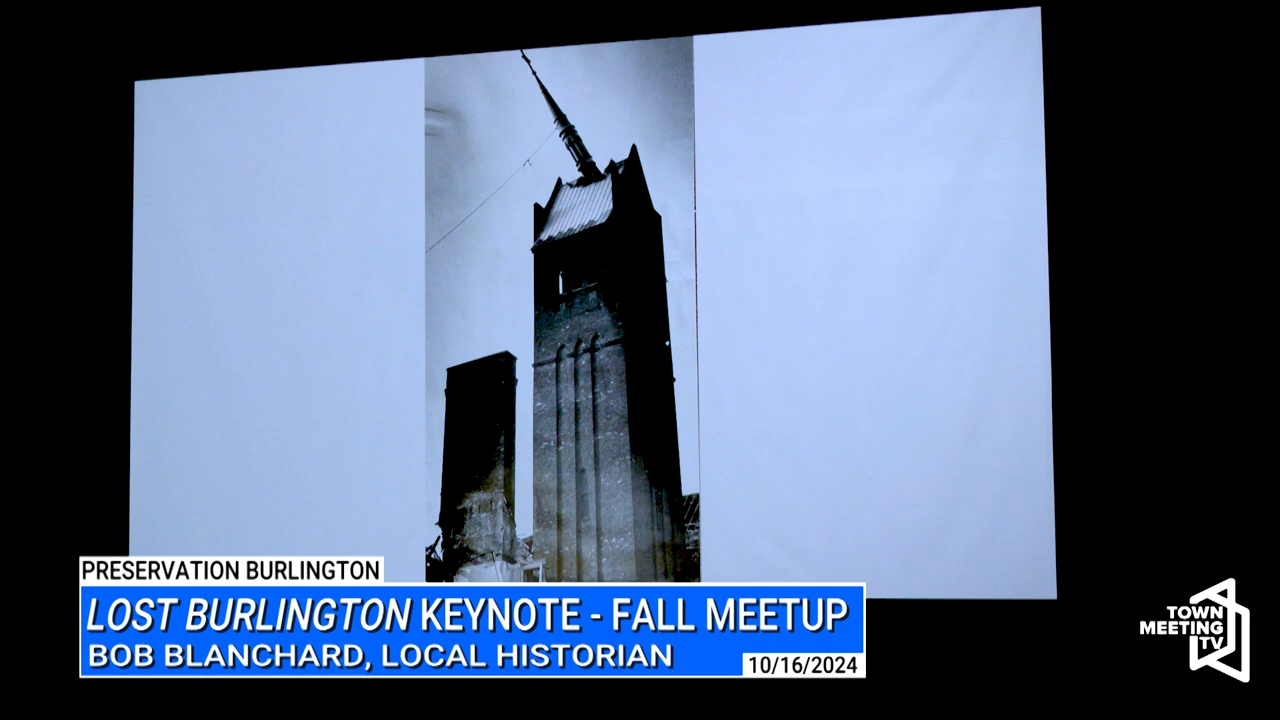 PRESERVATION BURLINGTON
LOST BURLINGTON KEYNOTE - FALL MEETUP
BOB BLANCHARD, LOCAL HISTORIAN
10/16/2024
TOWN
MEETING
TV